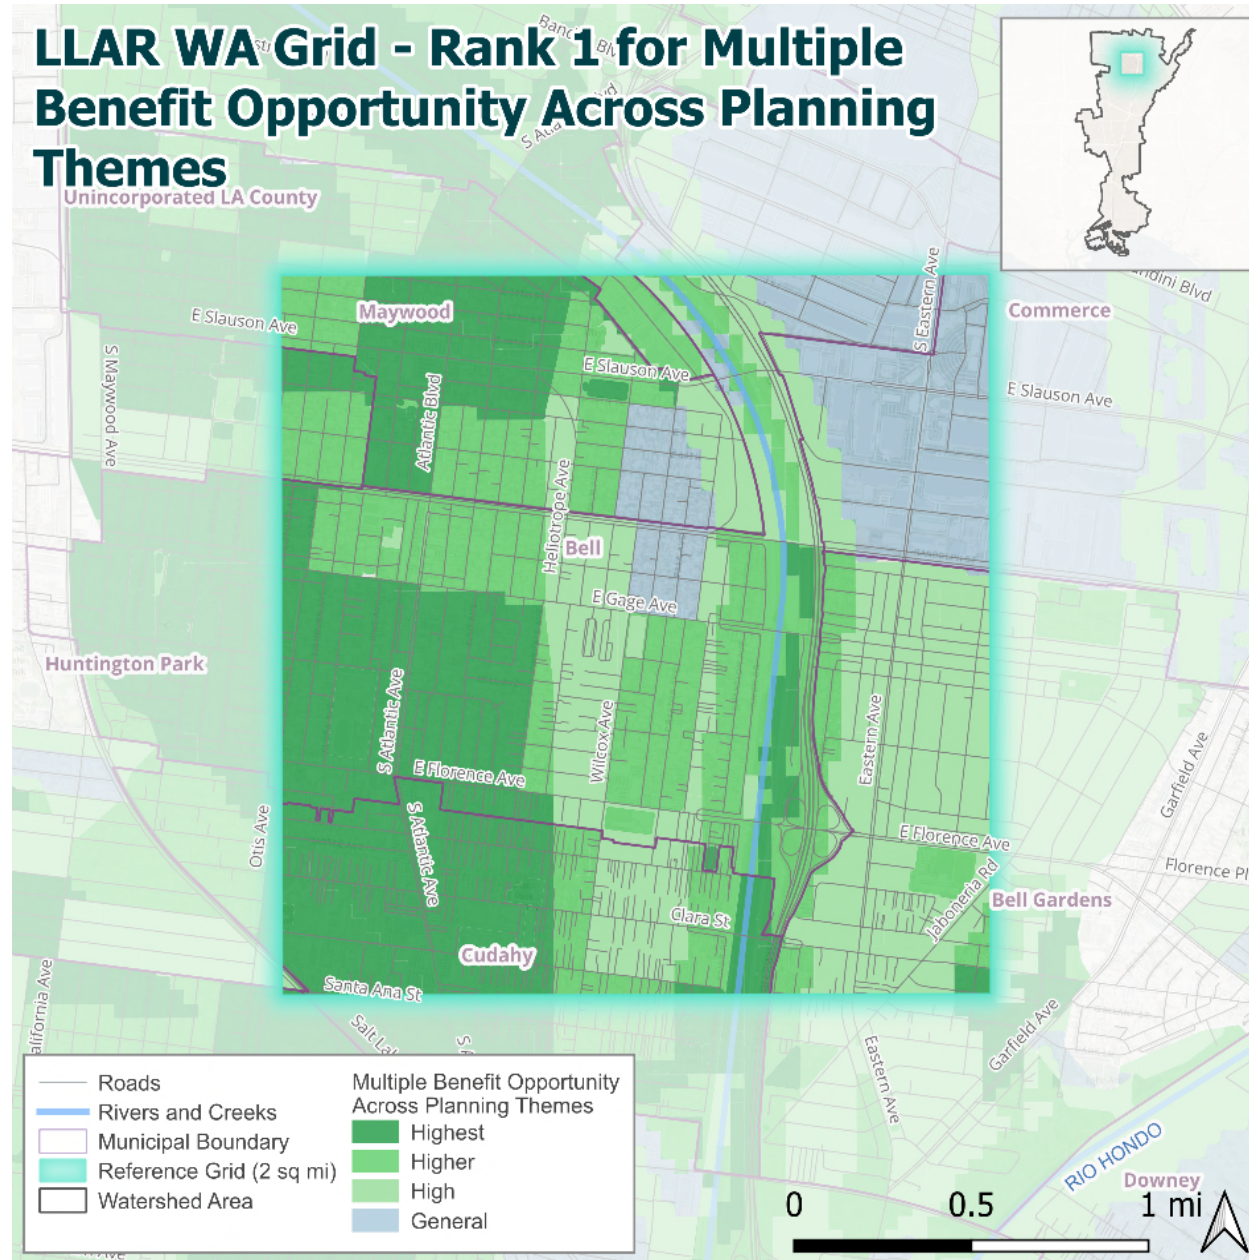 LLAR WA Grid - Rank 1 for Multiple
Benefit Opportunity Across Planning
Themes
S Eastern Ave
Unincorporated LA County
Maywood
Commerce
E Slauson Ave
E Slauson Ave
E Slauson Ave
S Maywood Ave
Atlantic Blvd
Heliotrope Ave
Bell
E Gage Ave
Huntington Park
S Atlantic Ave
Wilcox Ave
Eastern Ave
Garfield Ave
E Florence Ave
S Atlantic Ave
Otis Ave
E Florence Ave
Florence Pl
Jaboneria Rd
Bell Gardens
Clara St
Cudahy
Santa Ana St
Garfield Ave
Eastern Ave
RIO HONDO
Downey
Roads
Rivers and Creeks
Municipal Boundary
Reference Grid (2 sq mi)
Watershed Area
Multiple Benefit Opportunity
Across Planning Themes
Highest
Higher
High
General
0 0.5 1 mi